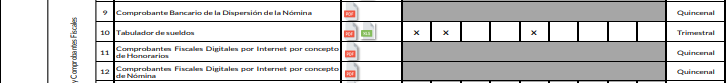 y Comprobantes Fiscales
9 Comprobante Bancario de la Dispersión de la Nómina Quincenal
10 Tabulador de sueldos × × × Trimestral
11 Comprobantes Fiscales Digitales por Internet por concepto de Honorarios Quincenal
12 Comprobantes Fiscales Digitales por Internet por concepto de Nómina Quincenal